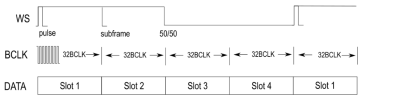 WS
pulse subframe 50/50
BCLK 32BCLK 32BCLK 32BCLK 32BCLK 32BCLK
DATA Slot 1 Slot 2 Slot 3 Slot 4 Slot 1